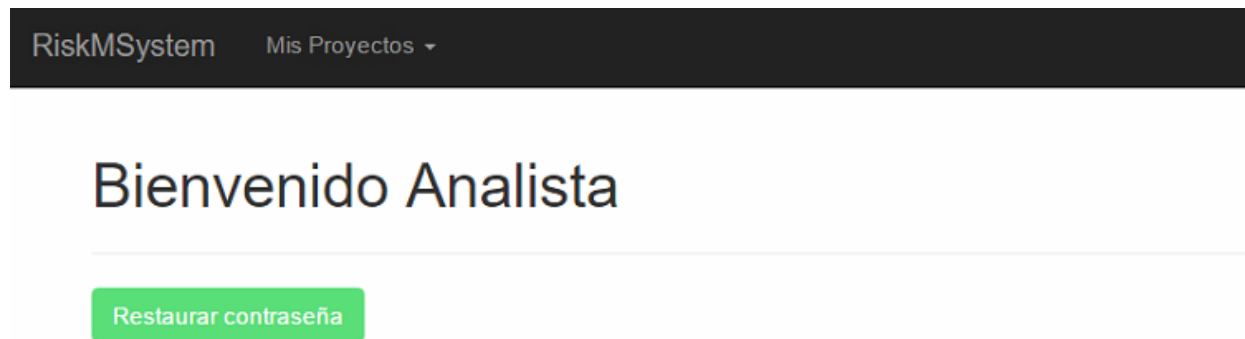 RiskMSystem Mis Proyectos
Bienvenido Analista
Restaurar contraseña